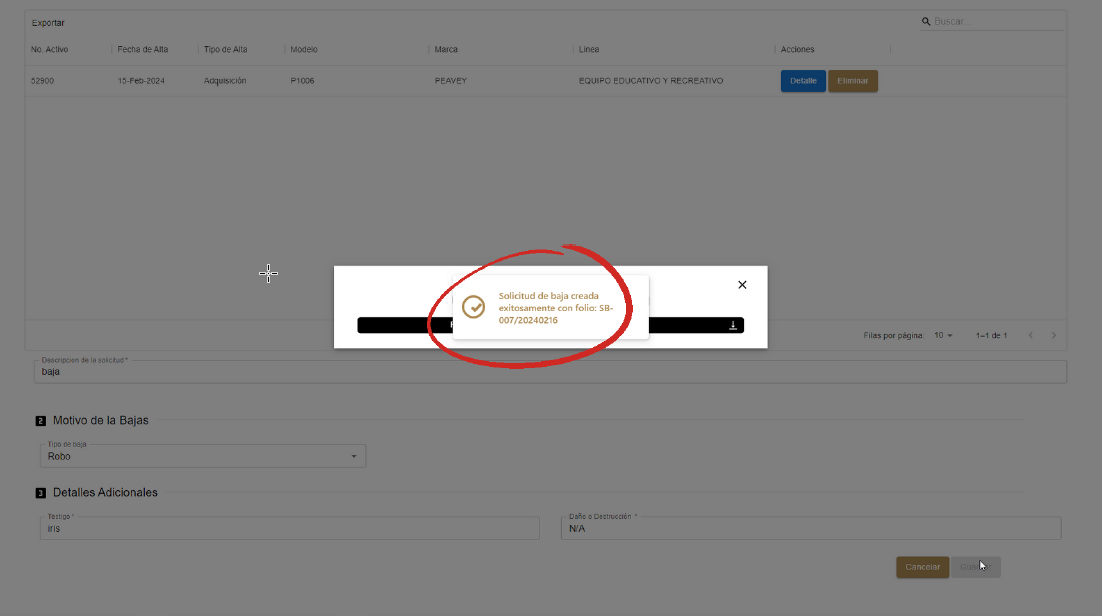 Exportar
Buscar...
No. Activo Fecha de Alta Tipo de Alta Modelo Marca Linea Acciones
52900 15-Feb-2024 Adquisición P1006 PEAVEY EQUIPO EDUCATIVO Y RECREATIVO Detalle Eliminar
Solicitud de baja creada
exitosamente con folio: SB-
007/20240216
Filas por página: 10 1–1 de 1
Descripcion de la solicitud *
baja
2 Motivo de la Bajas
Tipo de baja
Robo
3 Detalles Adicionales
Testigo * Daño o Destrucción *
iris N/A
Cancelar